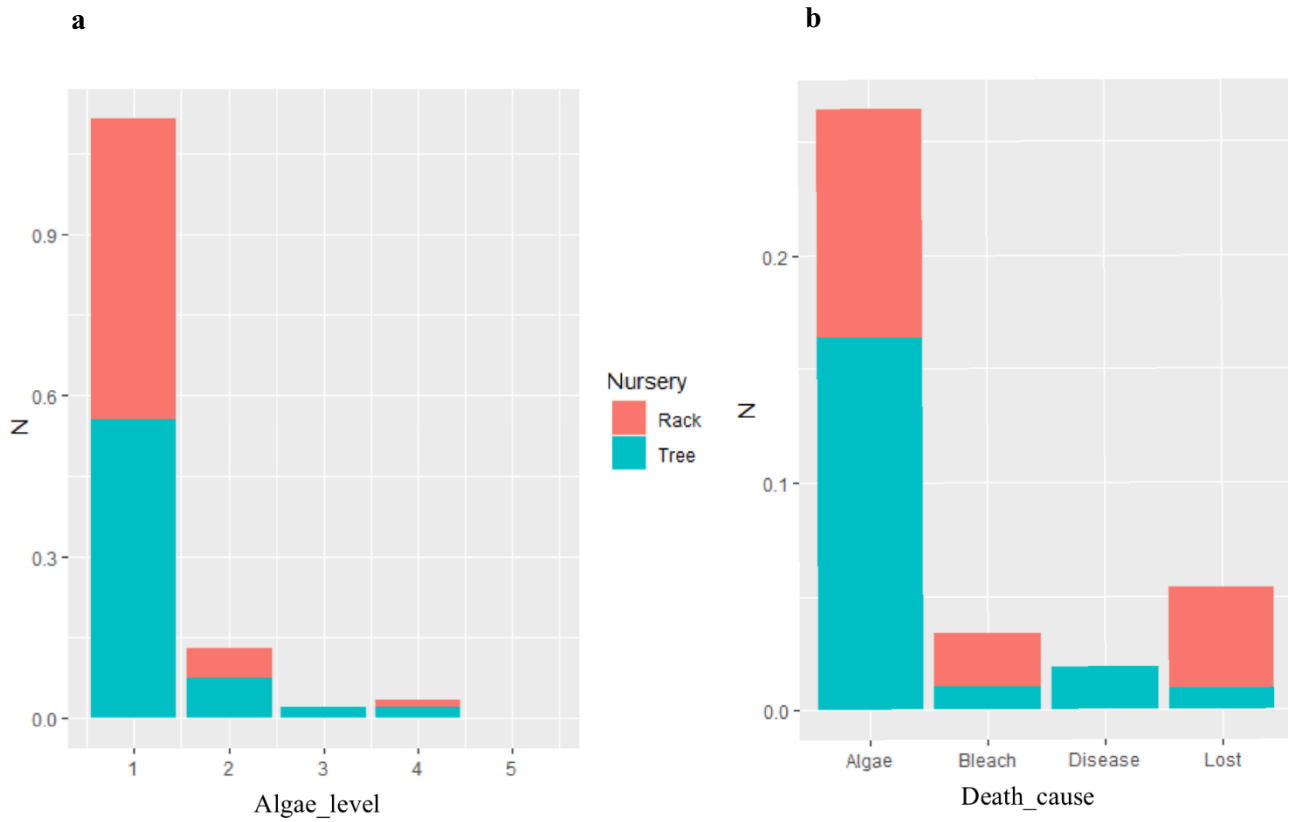 a
N
0.9
0.6
0.3
0.0
1 2 3 4 5
Algae_level
Nursery
Rack
Tree
b
N
0.2
0.1
0.0
Algae Bleach Disease Lost
Death_cause